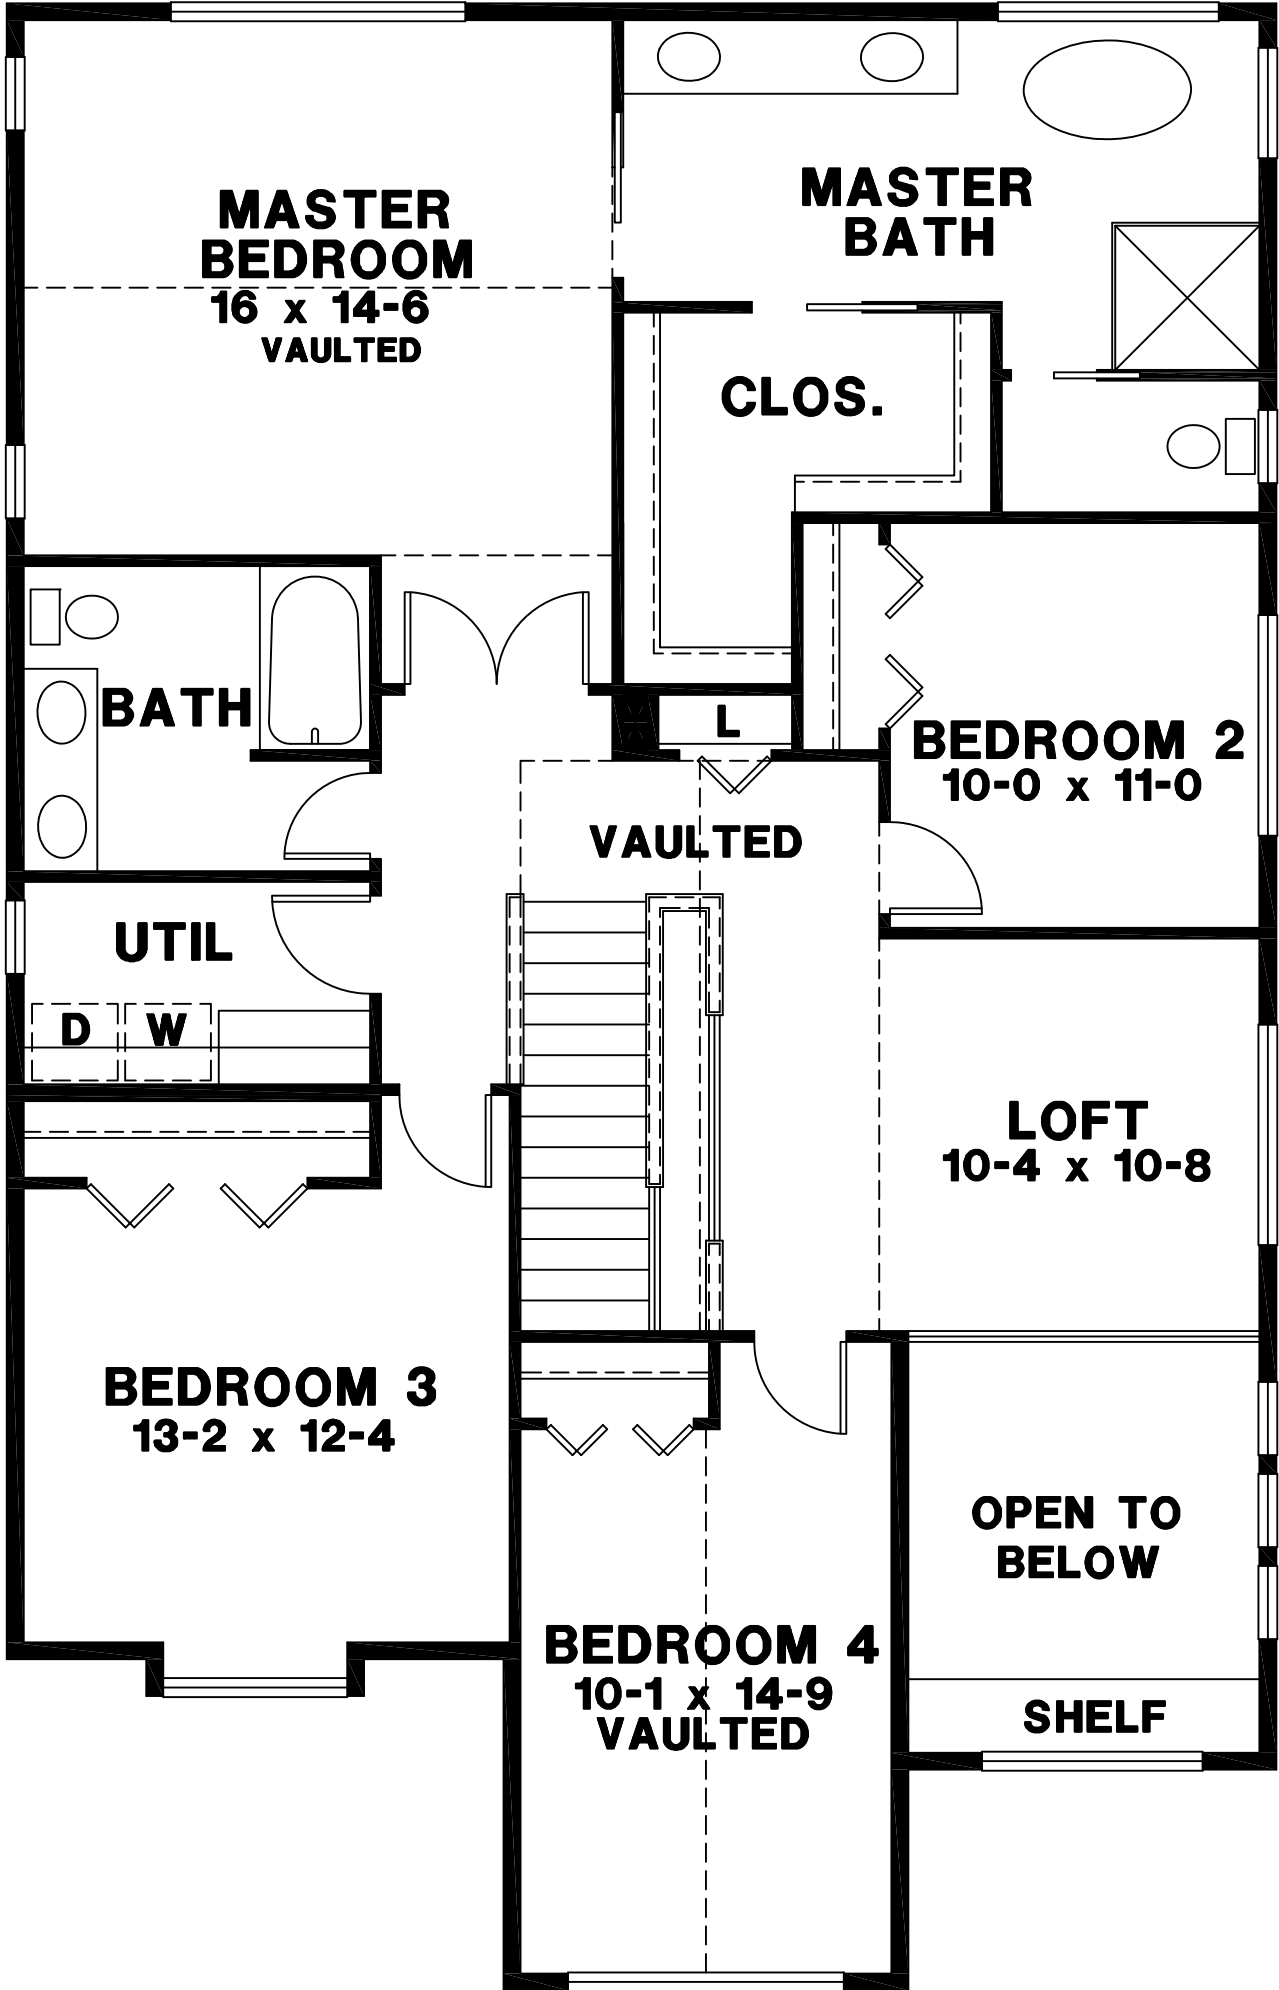 MASTER
BEDROOM
16 x 14-6
VAULTED
MASTER
BATH
CLOS.
BATH
L
BEDROOM 2
10-0 x 11-0
VAULTED
UTIL
D W
LOFT
10-4 x 10-8
BEDROOM 3
13-2 x 12-4
OPEN TO
BELOW
BEDROOM 4
10-1 x 14-9
VAULTED
SHELF